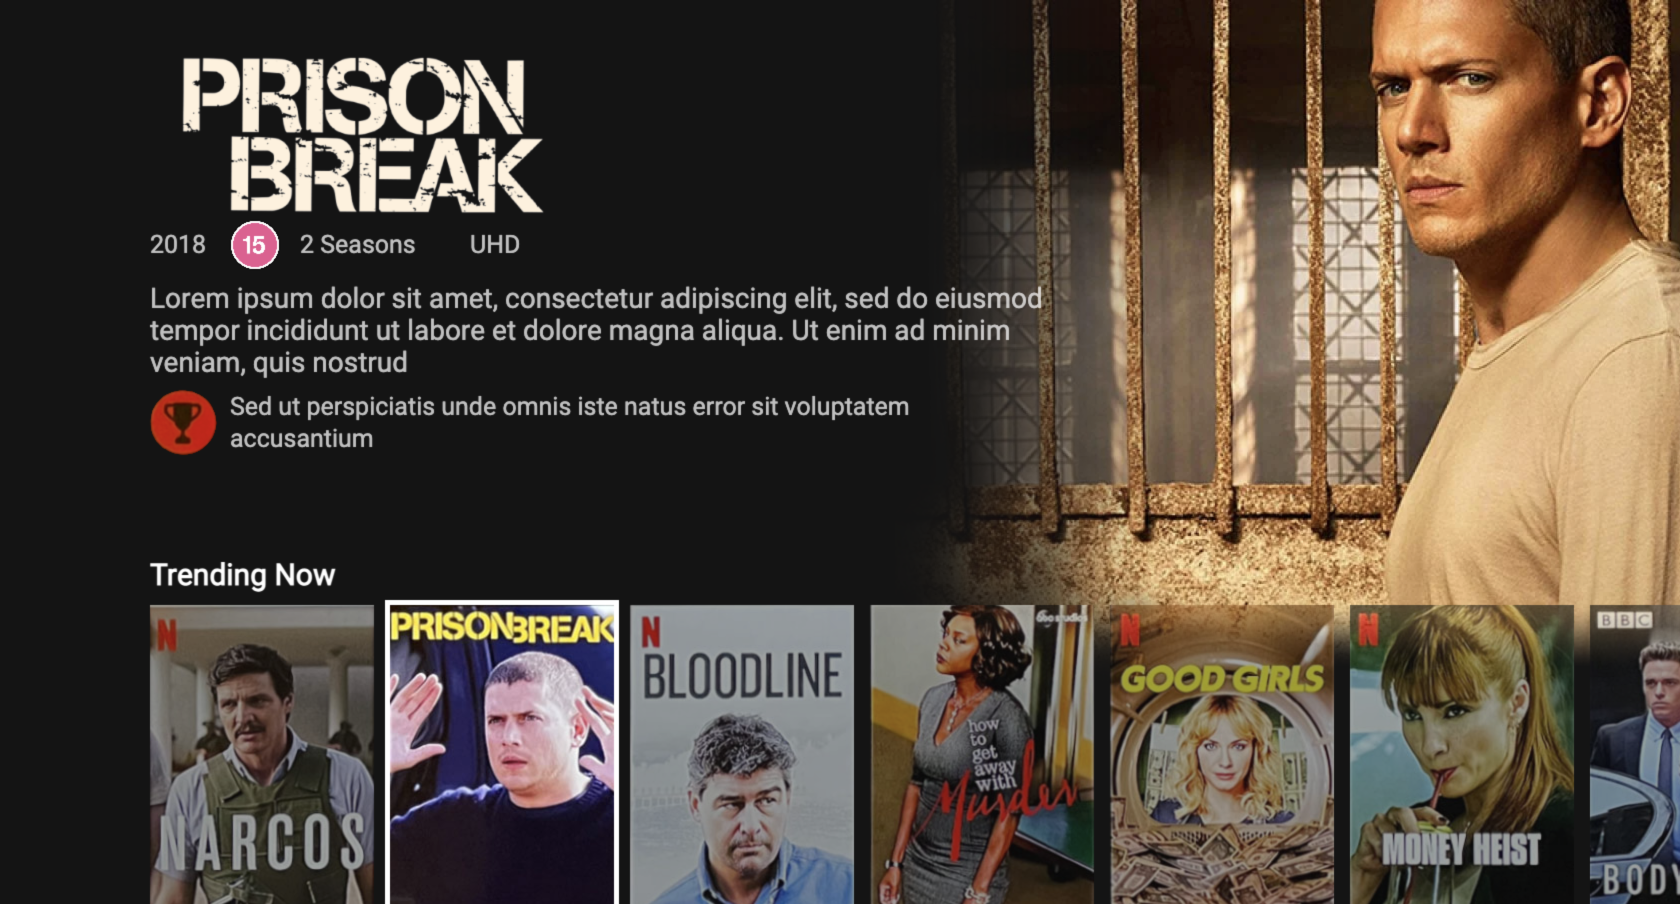 PRISON
BREAK
2018 15 2 Seasons UHD
Lorem ipsum dolor sit amet, consectetur adipiscing elit, sed do eiusmod
tempor incididunt ut labore et dolore magna aliqua. Ut enim ad minim
veniam, quis nostrud
Sed ut perspiciatis unde omnis iste natus error sit voluptatem
accusantium
Trending Now
N
NARCOS
PRISON BREAK
N
BLOODLINE
abc studios
how
to
get
away
with
Murder
N
GOOD GIRLS
N
MONEY HEIST
BBC
BODY